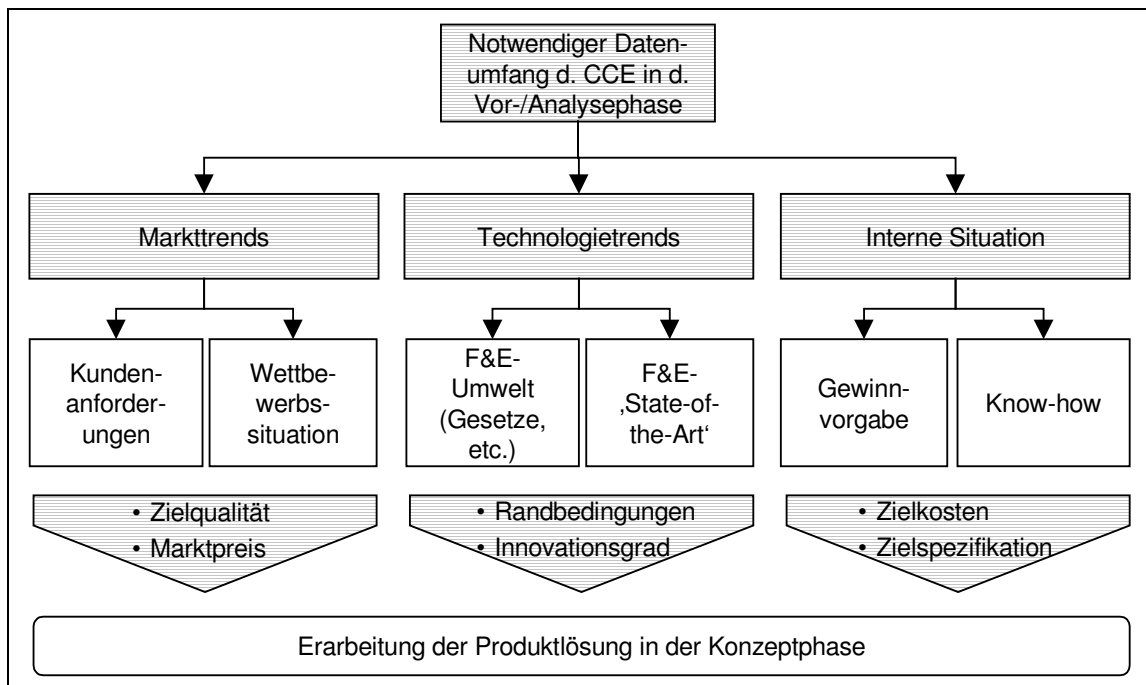 Notwendiger Daten-
umfang d. CCE in d.
Vor-/Analysephase
Markttrends
Technologietrends
Interne Situation
Kunden-
anforder-
ungen
Wettbe-
werbs-
situation
F&E-
Umwelt
(Gesetze,
etc.)
F&E-
‚State-of-
the-Art‘
Gewinn-
vorgabe
Know-how
• Zielqualität
• Marktpreis
• Randbedingungen
• Innovationsgrad
• Zielkosten
• Zielspezifikation
Erarbeitung der Produktlösung in der Konzeptphase